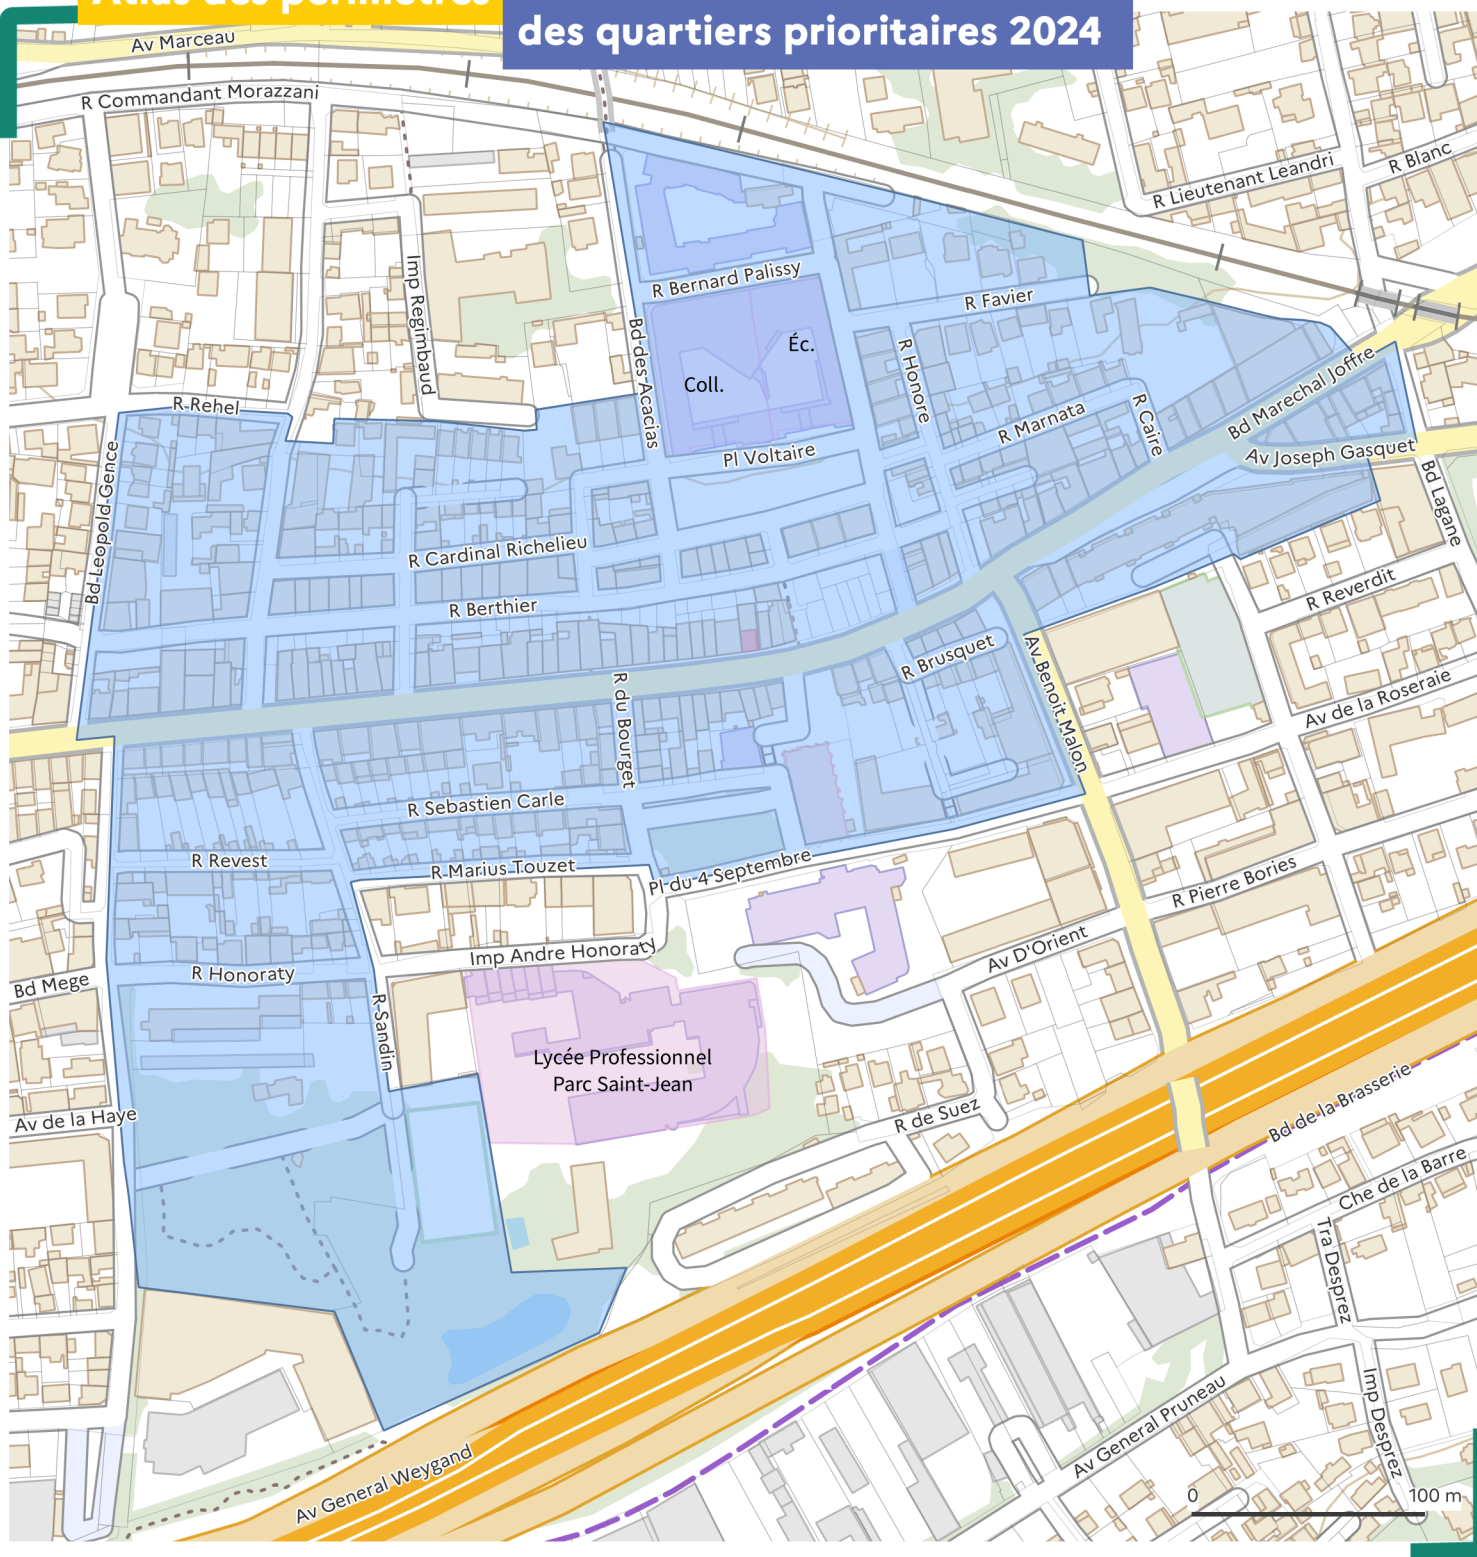 Atlas des périmètres
des quartiers prioritaires 2024
Av Marceau
R Commandant Morazzani
R Lieutenant Leandri
R Blanc
Imp Regimbaud
R Bernard Palissy
R Favier
Bd des Acacias
Éc.
Coll.
R Honore
R Rehel
R Marnata
R Caire
Bd Marechal Joffre
Av Joseph Gasquet
Pl Voltaire
Bd Leopold Gence
R Cardinal Richelieu
R Berthier
Bd Lagane
R Reverdit
R Brusquet
Av Benoit Malon
Av de la Roseraie
R du Bourget
R Sebastien Carle
R Revest
R Marius Touzet
Pl du 4 Septembre
R Pierre Bories
Imp Andre Honoraty
Av D'Orient
R Honoraty
Bd Mege
R Sandin
Lycée Professionnel
Parc Saint-Jean
Av de la Haye
R de Suez
Bd de la Brasserie
Che de la Barre
Tra Desprez
Imp Desprez
Av General Pruneau
Av General Weygand
0
100 m